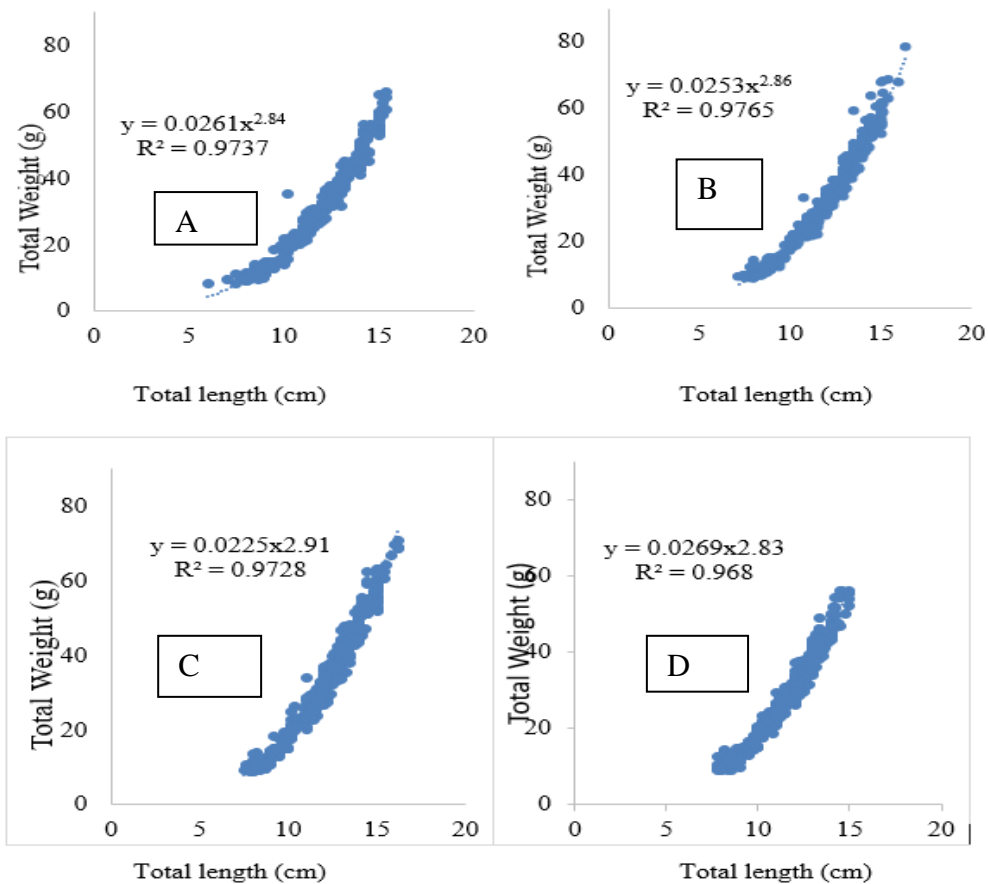 80
60
40
20
0
Total Weight (g)
y = 0.0261x^2.84
R² = 0.9737
A
0 5 10 15 20
Total length (cm)
80
60
40
20
0
Total Weight (g)
y = 0.0253x^2.86
R² = 0.9765
B
0 5 10 15 20
Total length (cm)
80
60
40
20
0
Total Weight (g)
y = 0.0225x2.91
R² = 0.9728
C
0 5 10 15 20
Total length (cm)
80
60
40
20
0
Total Weight (g)
y = 0.0269x2.83
R² = 0.968
D
0 5 10 15 20
Total length (cm)